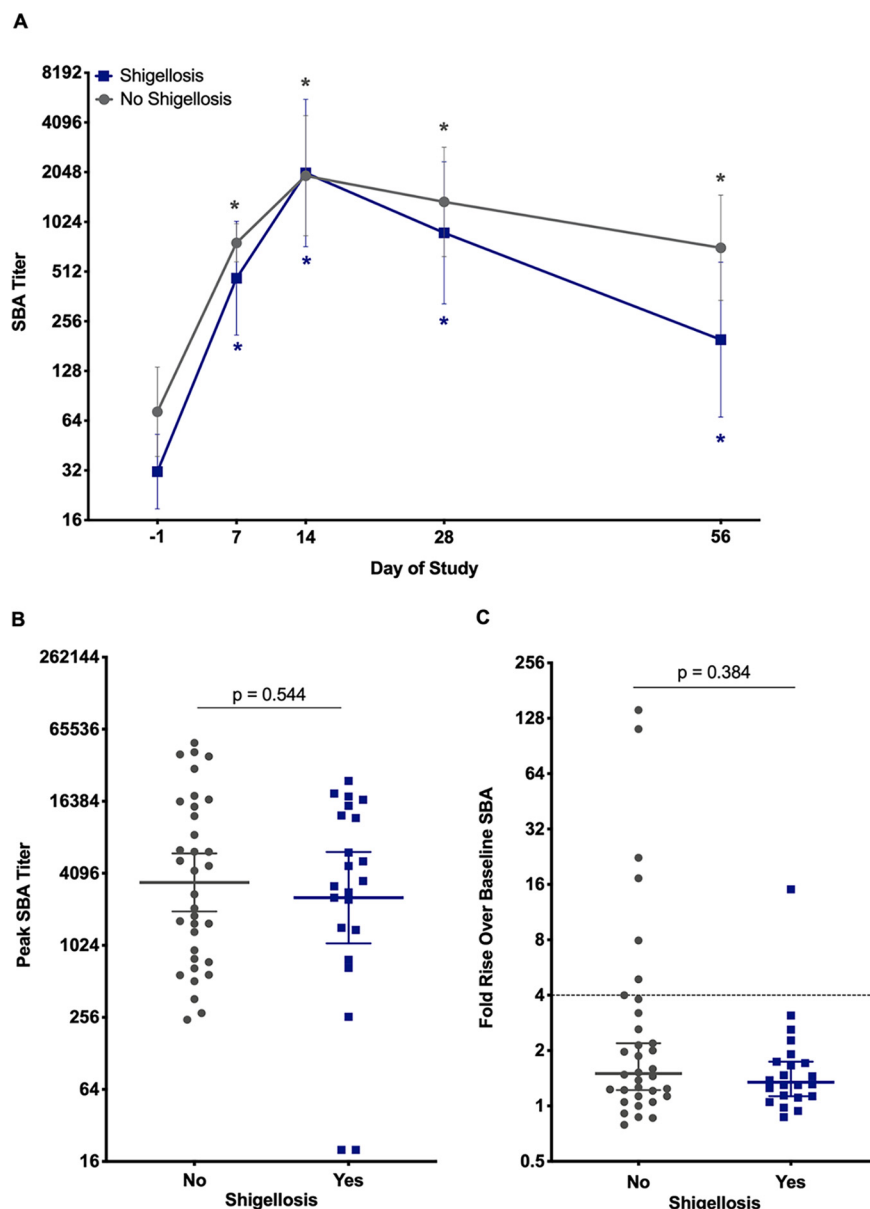 A
Shigellosis
No Shigellosis
8192
4096
2048
1024
512
256
128
64
32
16
SBA Titer
* * * *
* * * *
-1 7 14 28 56
Day of Study
B
262144
65536
16384
4096
1024
256
64
16
Peak SBA Titer
p = 0.544
No Yes
Shigellosis
C
256
128
64
32
16
8
4
2
1
0.5
Fold Rise Over Baseline SBA
p = 0.384
No Yes
Shigellosis